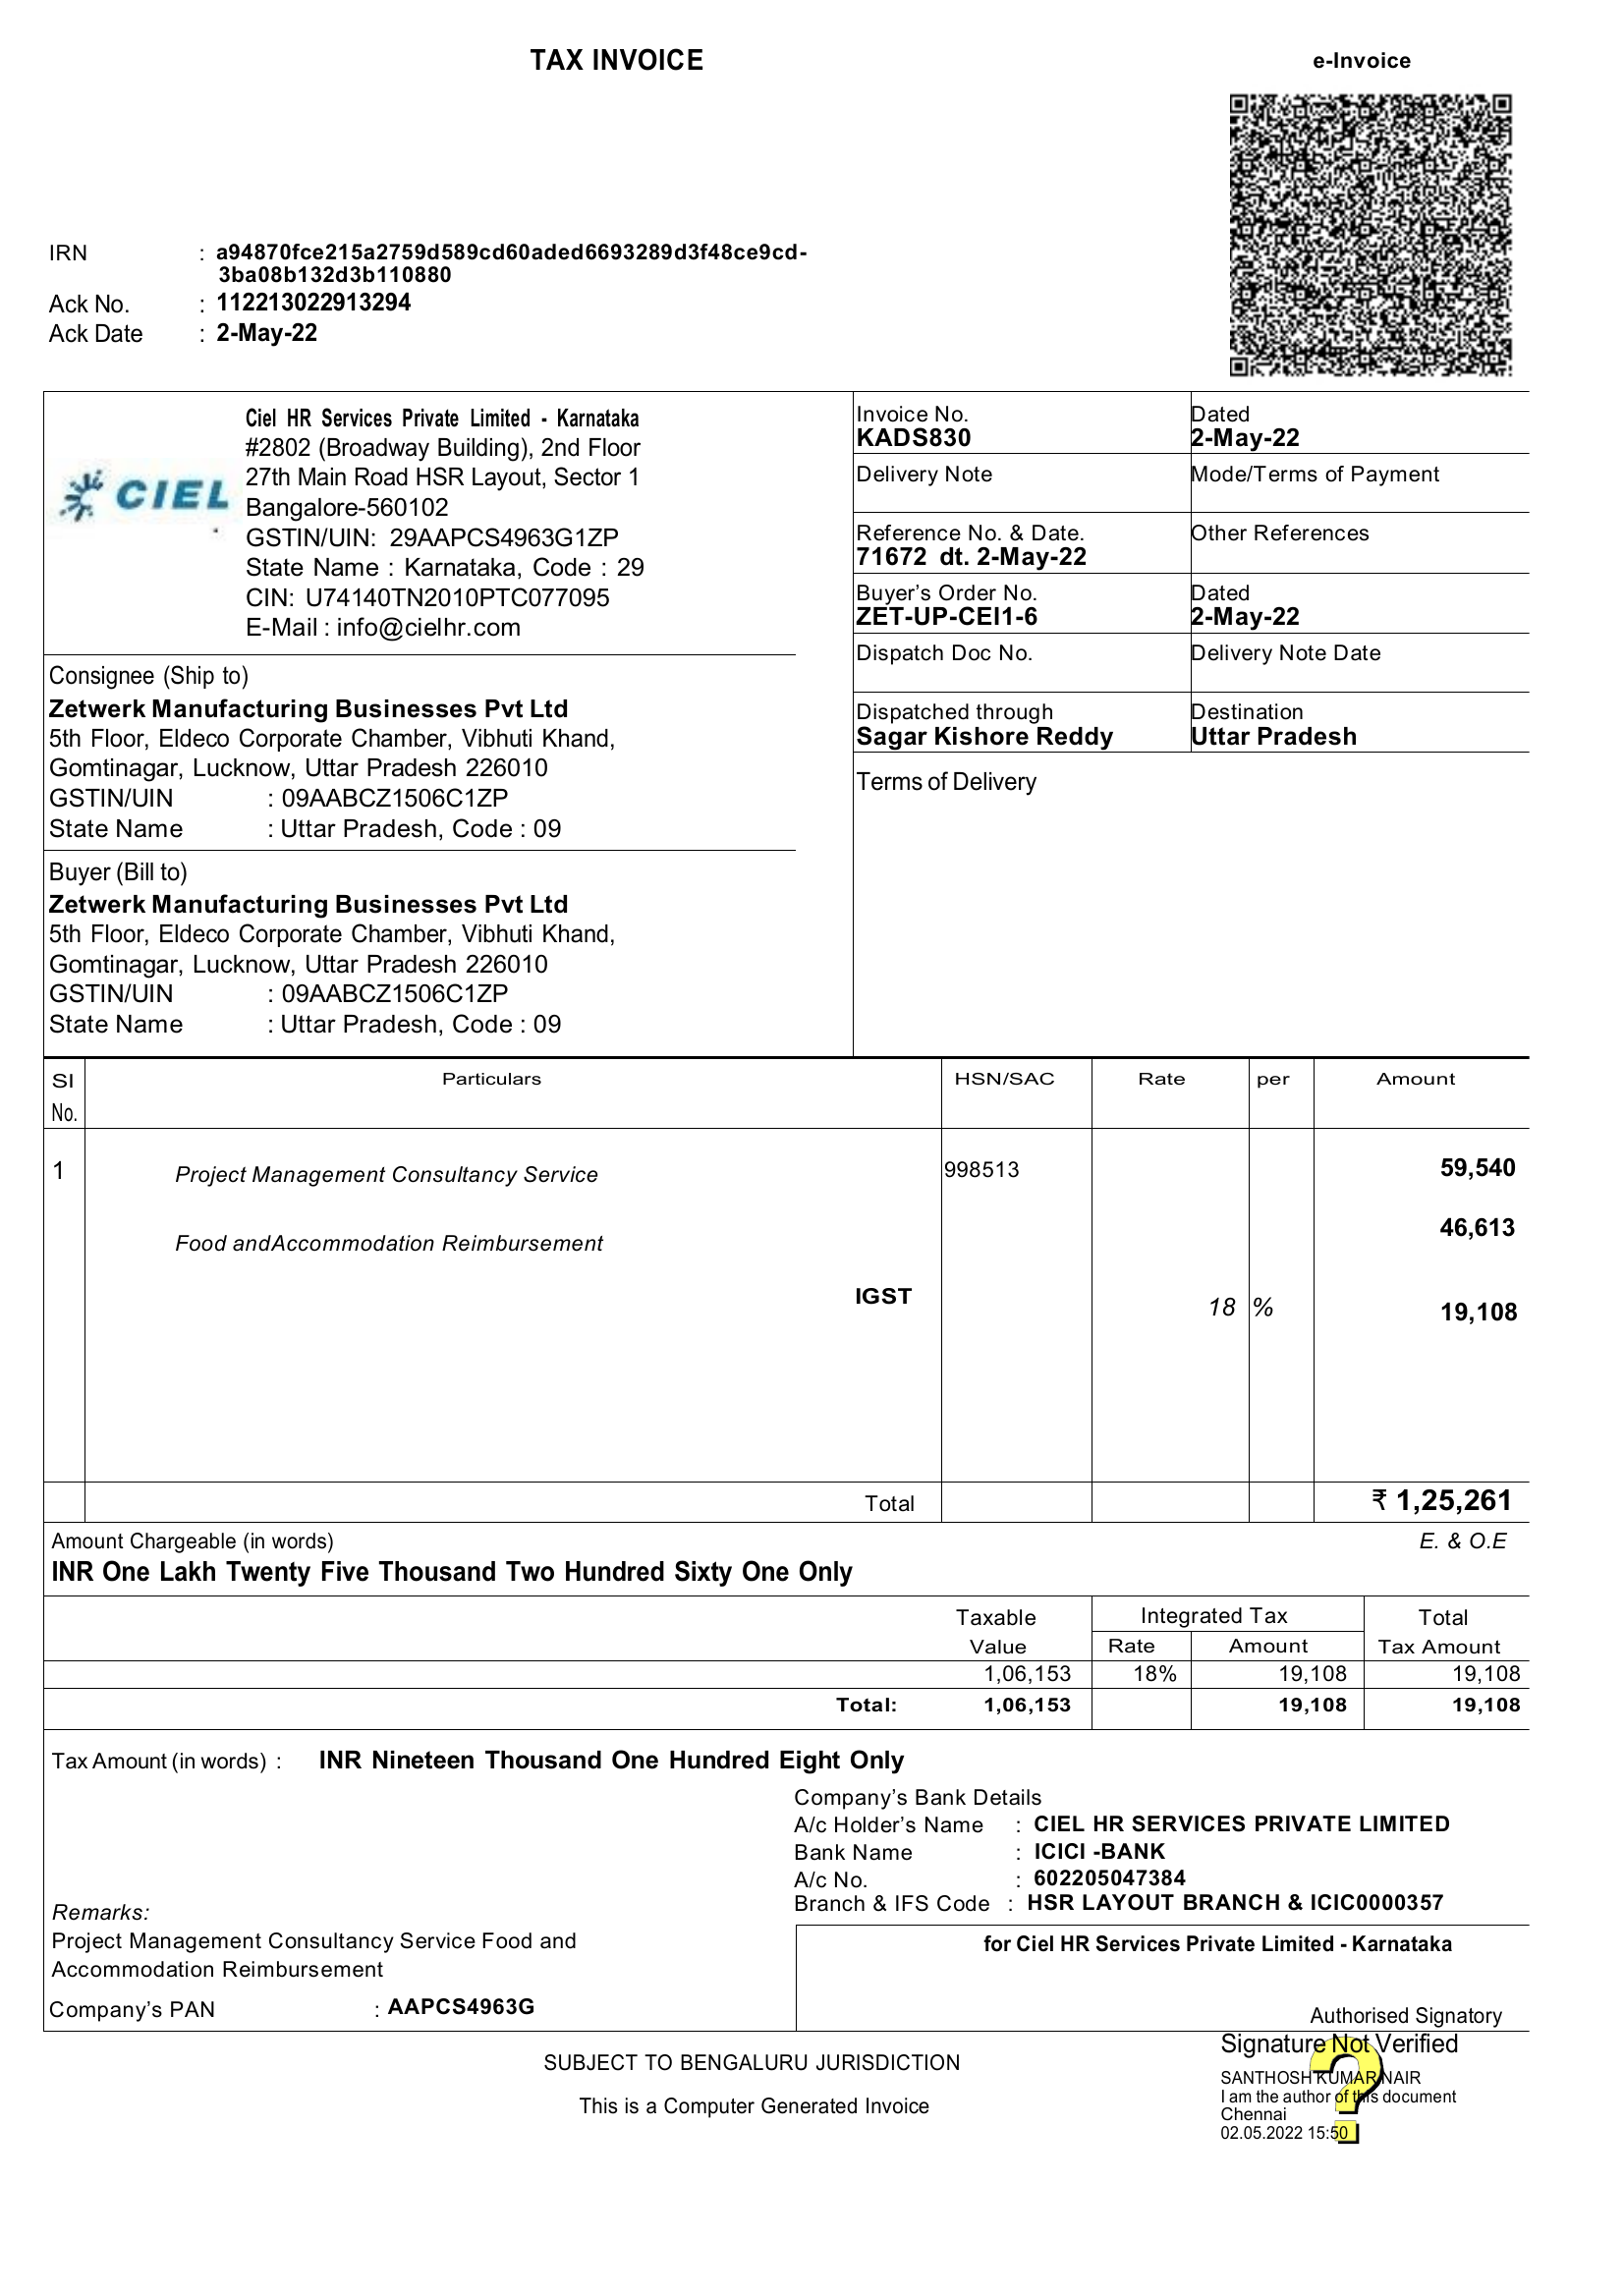 TAX INVOICE
e-Invoice
IRN : a94870fce215a2759d589cd60aded6693289d3f48ce9cd-
3ba08b132d3b110880
Ack No. : 112213022913294
Ack Date : 2-May-22
CIEL
Ciel HR Services Private Limited - Karnataka
#2802 (Broadway Building), 2nd Floor
27th Main Road HSR Layout, Sector 1
Bangalore-560102
GSTIN/UIN: 29AAPCS4963G1ZP
State Name : Karnataka, Code : 29
CIN: U74140TN2010PTC077095
E-Mail : info@cielhr.com
Invoice No. Dated
KADS830 2-May-22
Delivery Note Mode/Terms of Payment
Reference No. & Date. Other References
71672 dt. 2-May-22
Buyer's Order No. Dated
ZET-UP-CEI1-6 2-May-22
Dispatch Doc No. Delivery Note Date
Dispatched through Destination
Sagar Kishore Reddy Uttar Pradesh
Terms of Delivery
Consignee (Ship to)
Zetwerk Manufacturing Businesses Pvt Ltd
5th Floor, Eldeco Corporate Chamber, Vibhuti Khand,
Gomtinagar, Lucknow, Uttar Pradesh 226010
GSTIN/UIN : 09AABCZ1506C1ZP
State Name : Uttar Pradesh, Code : 09
Buyer (Bill to)
Zetwerk Manufacturing Businesses Pvt Ltd
5th Floor, Eldeco Corporate Chamber, Vibhuti Khand,
Gomtinagar, Lucknow, Uttar Pradesh 226010
GSTIN/UIN : 09AABCZ1506C1ZP
State Name : Uttar Pradesh, Code : 09
SI Particulars HSN/SAC Rate per Amount
No.
1 Project Management Consultancy Service 998513 59,540
Food andAccommodation Reimbursement 46,613
IGST 18 % 19,108
Total ₹ 1,25,261
Amount Chargeable (in words) E. & O.E
INR One Lakh Twenty Five Thousand Two Hundred Sixty One Only
Taxable Integrated Tax Total
Value Rate Amount Tax Amount
1,06,153 18% 19,108 19,108
Total: 1,06,153 19,108 19,108
Tax Amount (in words) : INR Nineteen Thousand One Hundred Eight Only
Company's Bank Details
A/c Holder's Name : CIEL HR SERVICES PRIVATE LIMITED
Bank Name : ICICI -BANK
A/c No. : 602205047384
Branch & IFS Code : HSR LAYOUT BRANCH & ICIC0000357
Remarks:
Project Management Consultancy Service Food and
Accommodation Reimbursement
Company's PAN : AAPCS4963G
for Ciel HR Services Private Limited - Karnataka
Authorised Signatory
Signature Not Verified
SANTHOSH KUMAR NAIR
I am the author of this document
Chennai
02.05.2022 15:50
?
SUBJECT TO BENGALURU JURISDICTION
This is a Computer Generated Invoice